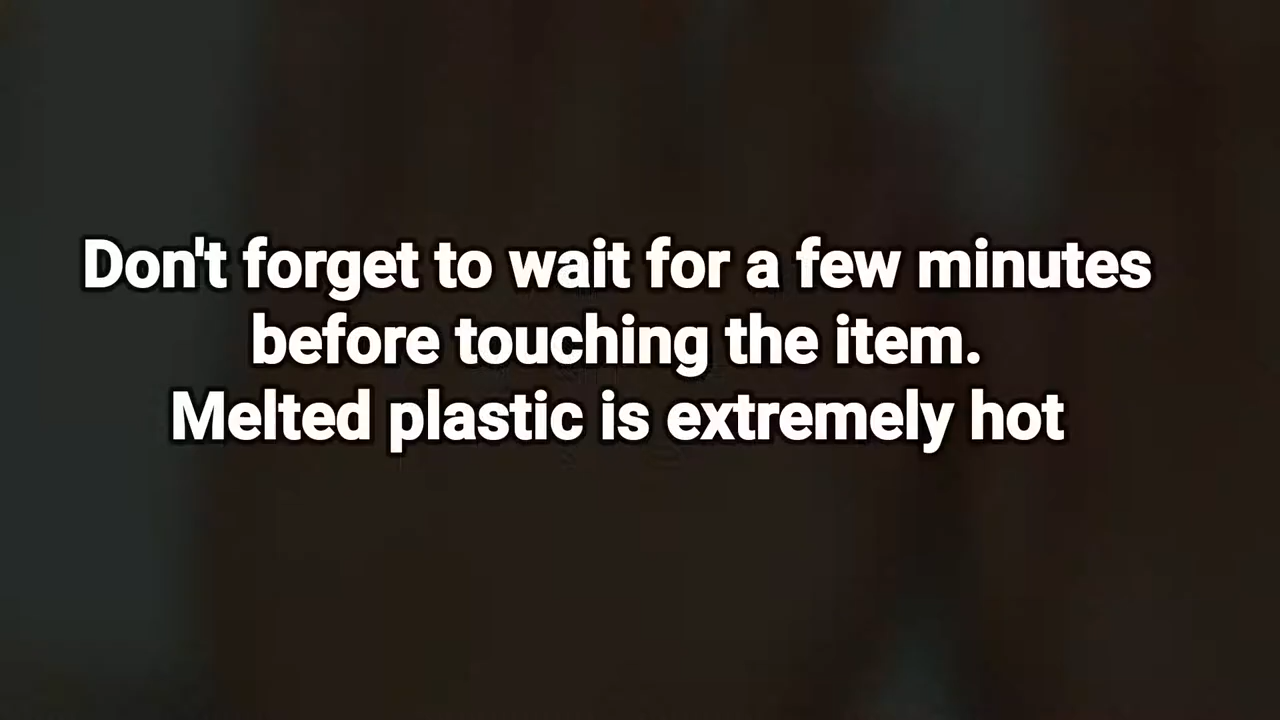 Don't forget to wait for a few minutes
before touching the item.
Melted plastic is extremely hot